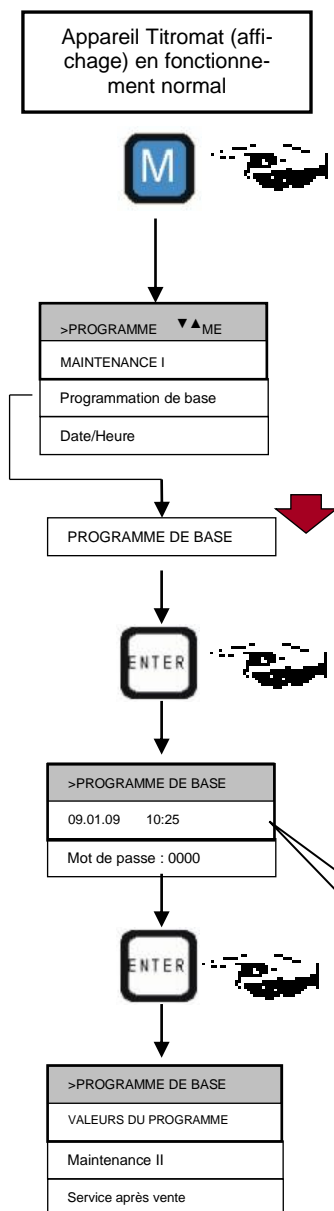 Appareil Titromat (affi-
chage) en fonctionne-
ment normal
M
>PROGRAMME ▼▲ME
MAINTENANCE I
Programmation de base
Date/Heure
PROGRAMME DE BASE
ENTER
>PROGRAMME DE BASE
09.01.09 10:25
Mot de passe : 0000
ENTER
>PROGRAMME DE BASE
VALEURS DU PROGRAMME
Maintenance II
Service après vente